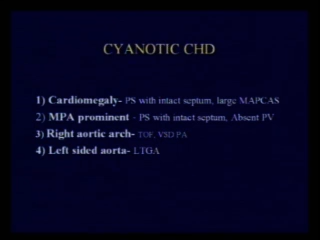 CYANOTIC CHD
1) Cardiomegaly- PS with intact septum, large MAPCAS
2) MPA prominent - PS with intact septum, Absent PV
3) Right aortic arch- TOF, VSD PA
4) Left sided aorta- LTGA